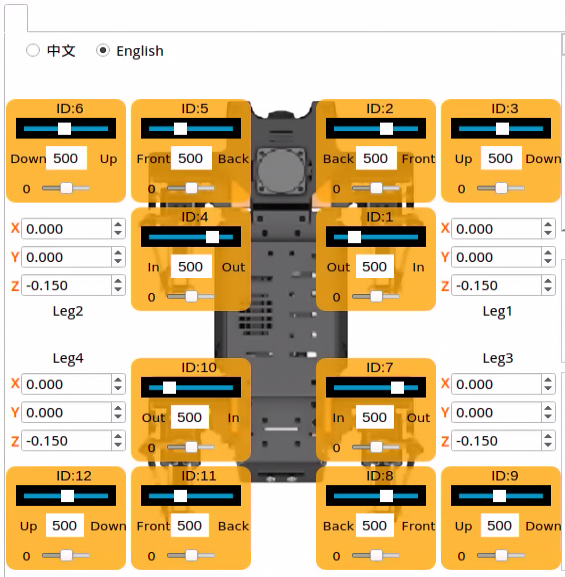 中文 English
ID:6 ID:5 ID:2 ID:3
Down 500 Up Front 500 Back Back 500 Front Up 500 Down
0 0 0 0
ID:4 ID:1
X 0.000 X 0.000
Y 0.000 In 500 Out Out 500 In Y 0.000
Z -0.150 0 0 Z -0.150
Leg2 Leg1
Leg4 Leg3
ID:10 ID:7
X 0.000 X 0.000
Y 0.000 Out 500 In In 500 Out Y 0.000
Z -0.150 0 0 Z -0.150
ID:12 ID:11 ID:8 ID:9
Up 500 Down Front 500 Back Back 500 Front Up 500 Down
0 0 0 0